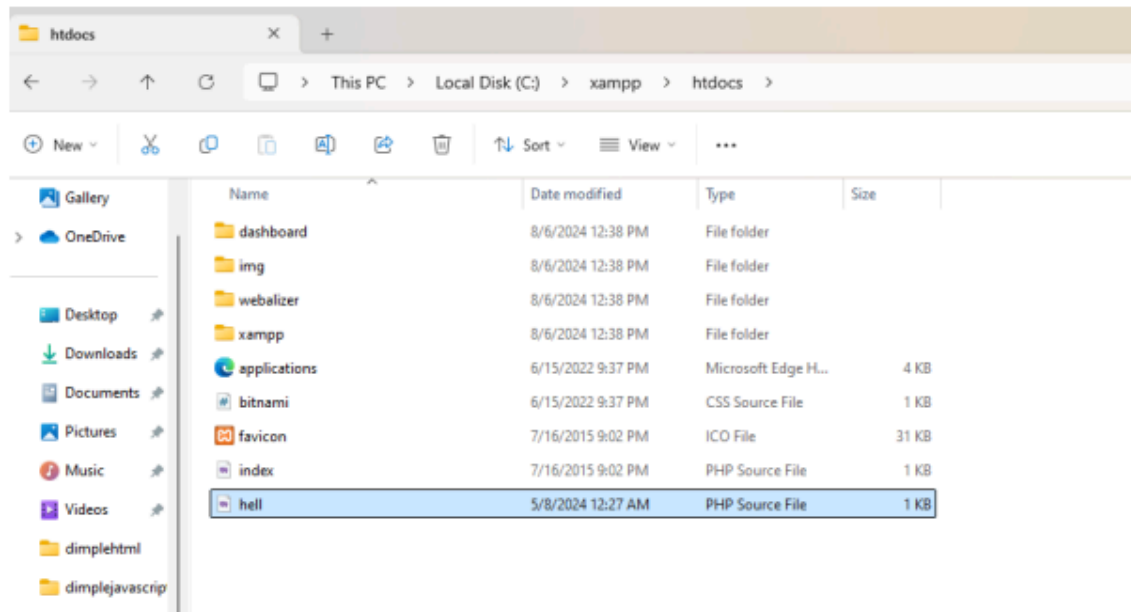 htdocs
This PC > Local Disk (C:) > xampp > htdocs >
New Sort View ...
Name Date modified Type Size
Gallery
OneDrive
Desktop
Downloads
Documents
Pictures
Music
Videos
dimplehtml
dimplejavascrip
dashboard 8/6/2024 12:38 PM File folder
img 8/6/2024 12:38 PM File folder
webalizer 8/6/2024 12:38 PM File folder
xampp 8/6/2024 12:38 PM File folder
applications 6/15/2022 9:37 PM Microsoft Edge H... 4 KB
bitnami 6/15/2022 9:37 PM CSS Source File 1 KB
favicon 7/16/2015 9:02 PM ICO File 31 KB
index 7/16/2015 9:02 PM PHP Source File 1 KB
hell 5/8/2024 12:27 AM PHP Source File 1 KB